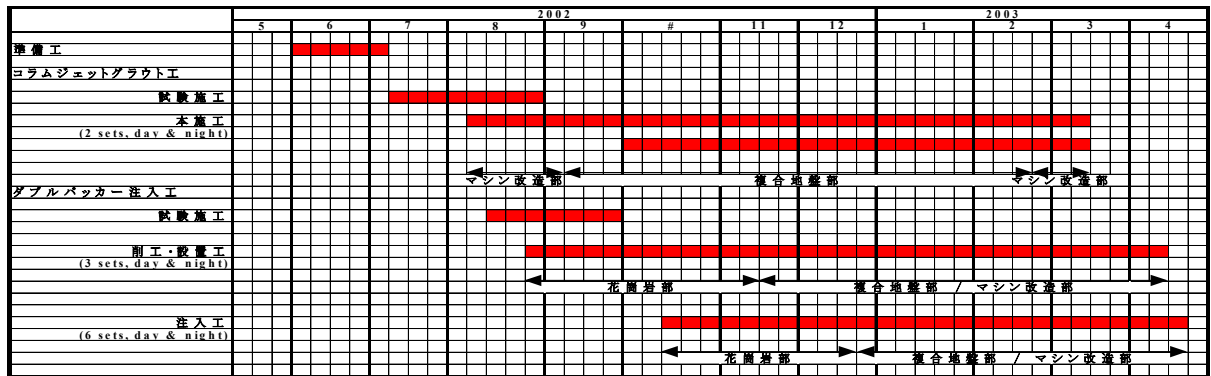 2002 2003
5 6 7 8 9 # 11 12 1 2 3 4
準備工
コラムジェットグラウト工
試験施工
本施工
(2 sets, day & night)
マシン改造部 複合地盤部 マシン改造部
ダブルパッカー注入工
試験施工
削工・設置工
(3 sets, day & night)
花崗岩部 複合地盤部 / マシン改造部
注入工
(6 sets, day & night)
花崗岩部 複合地盤部 / マシン改造部